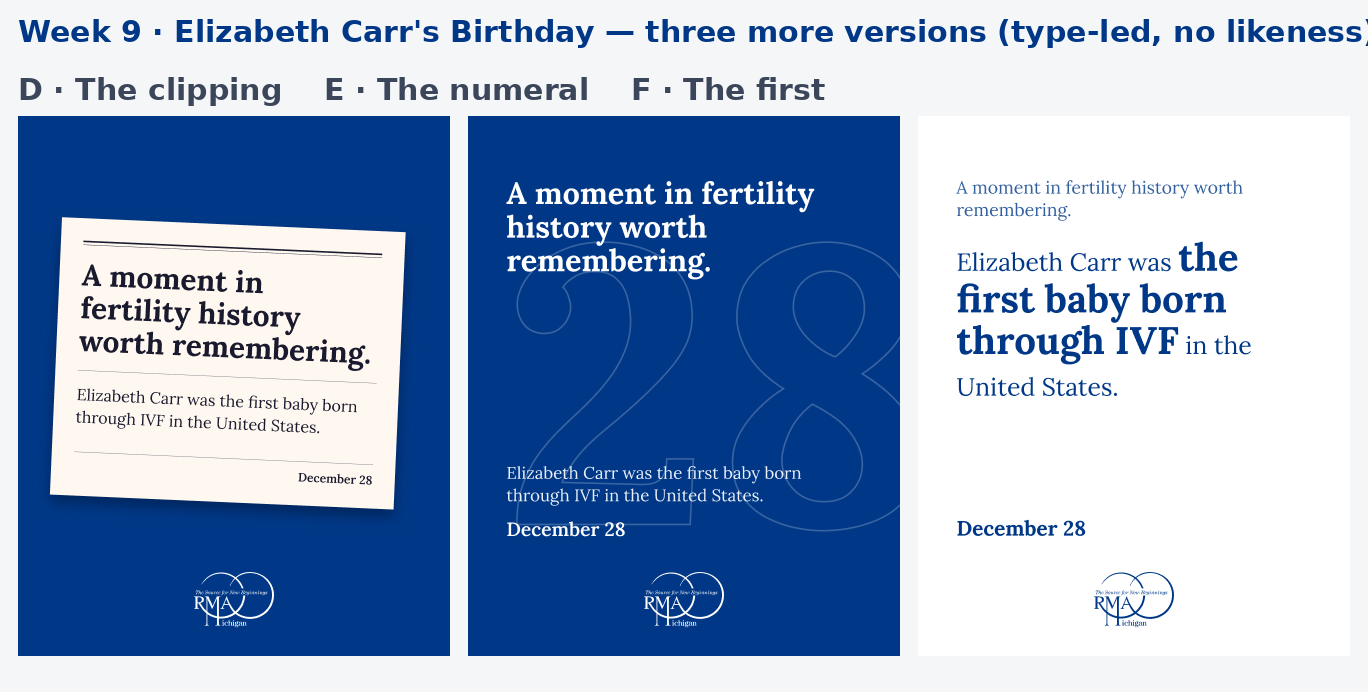 Week 9 · Elizabeth Carr's Birthday — three more versions (type-led, no likeness)
D · The clipping E · The numeral F · The first
A moment in
fertility history
worth remembering.
Elizabeth Carr was the first baby born
through IVF in the United States.
December 28
The Source for New Beginnings
RMA
ichigan
28
A moment in fertility
history worth
remembering.
Elizabeth Carr was the first baby born
through IVF in the United States.
December 28
The Source for New Beginnings
RMA
ichigan
A moment in fertility history worth
remembering.
Elizabeth Carr was the
first baby born
through IVF in the
United States.
December 28
The Source for New Beginnings
RMA
ichigan